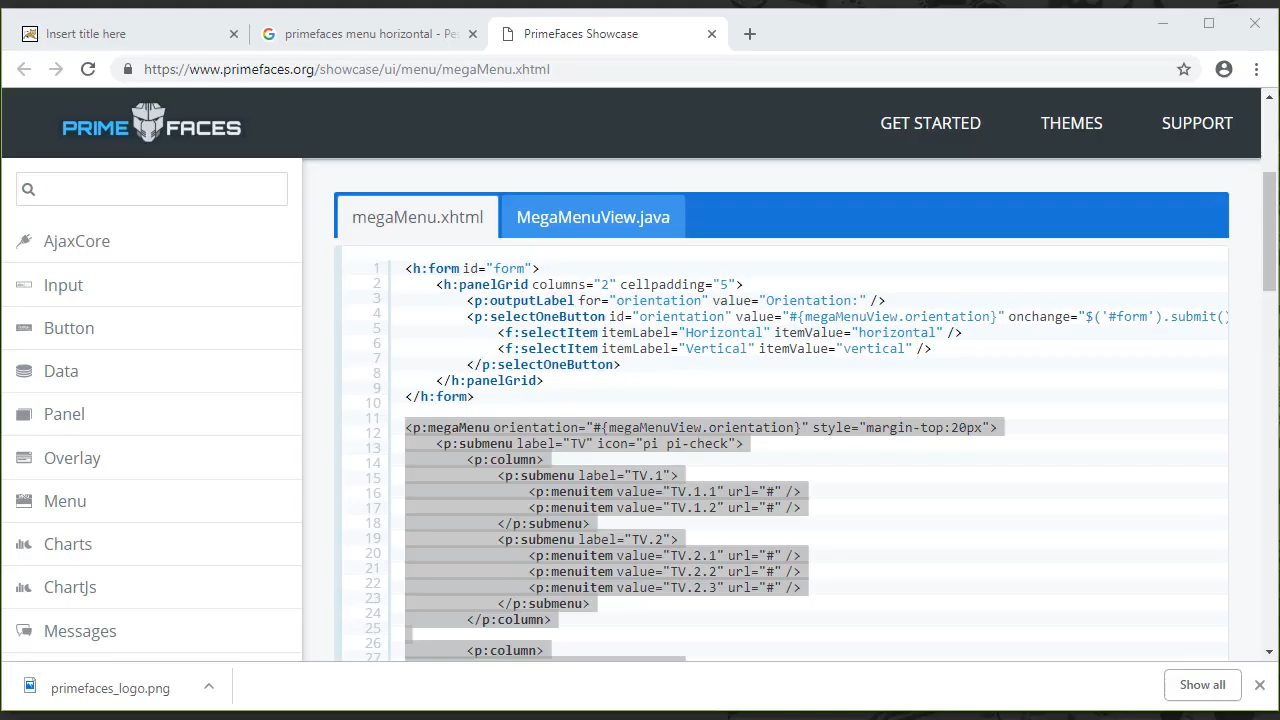 Insert title here
primefaces menu horizontal - Pe
PrimeFaces Showcase
https://www.primefaces.org/showcase/ui/menu/megaMenu.xhtml
PRIME FACES
GET STARTED
THEMES
SUPPORT
AjaxCore
Input
Button
Data
Panel
Overlay
Menu
Charts
ChartJs
Messages
megaMenu.xhtml
MegaMenuView.java
1
2
3
4
5
6
7
8
9
10
11
12
13
14
15
16
17
18
19
20
21
22
23
24
25
26
27
<h:form id="form">
<h:panelGrid columns="2" cellpadding="5">
<p:outputLabel for="orientation" value="Orientation:" />
<p:selectOneButton id="orientation" value="#{megaMenuView.orientation}" onchange="$('#form').submit()
<f:selectItem itemLabel="Horizontal" itemValue="horizontal" />
<f:selectItem itemLabel="Vertical" itemValue="vertical" />
</p:selectOneButton>
</h:panelGrid>
</h:form>
<p:megaMenu orientation="#{megaMenuView.orientation}" style="margin-top:20px">
<p:submenu label="TV" icon="pi pi-check">
<p:column>
<p:submenu label="TV.1">
<p:menuitem value="TV.1.1" url="#" />
<p:menuitem value="TV.1.2" url="#" />
</p:submenu>
<p:submenu label="TV.2">
<p:menuitem value="TV.2.1" url="#" />
<p:menuitem value="TV.2.2" url="#" />
<p:menuitem value="TV.2.3" url="#" />
</p:submenu>
</p:column>
<p:column>
primefaces_logo.png
Show all